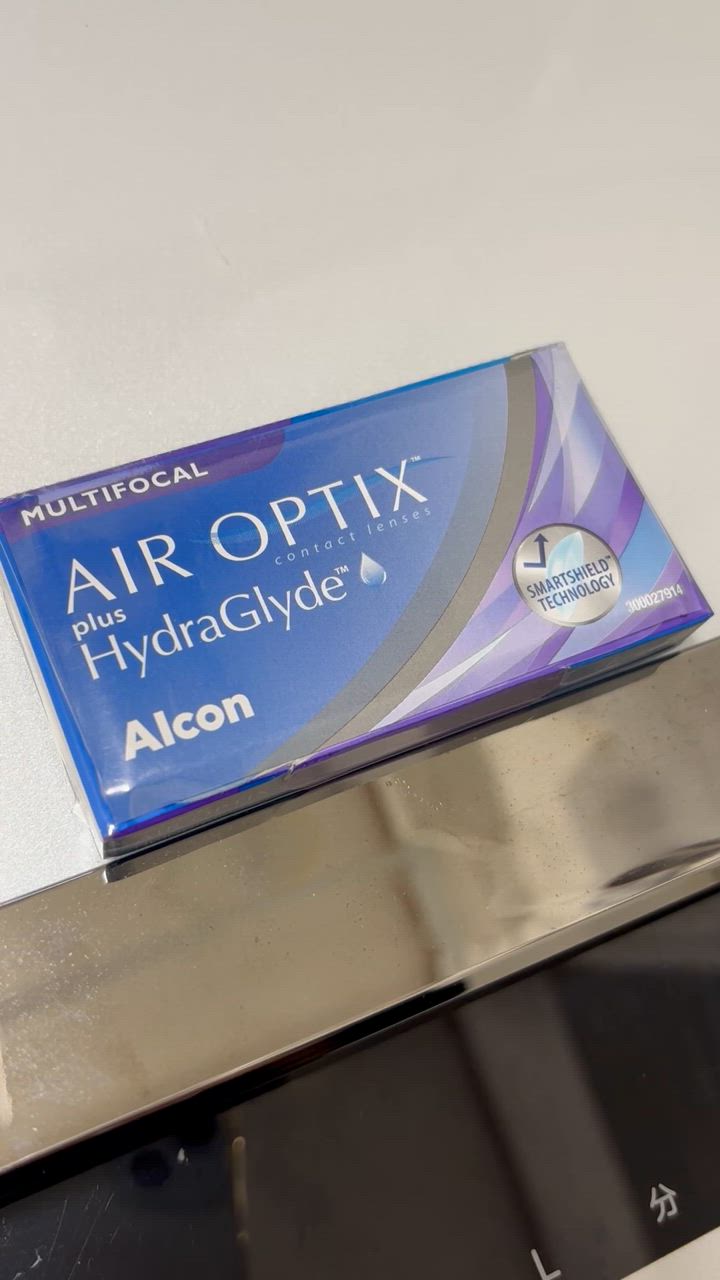 MULTIFOCAL
AIR OPTIX™
contact lenses
plus
HydraGlyde™
Alcon
SMARTSHIELD™
TECHNOLOGY
300027914
分
L